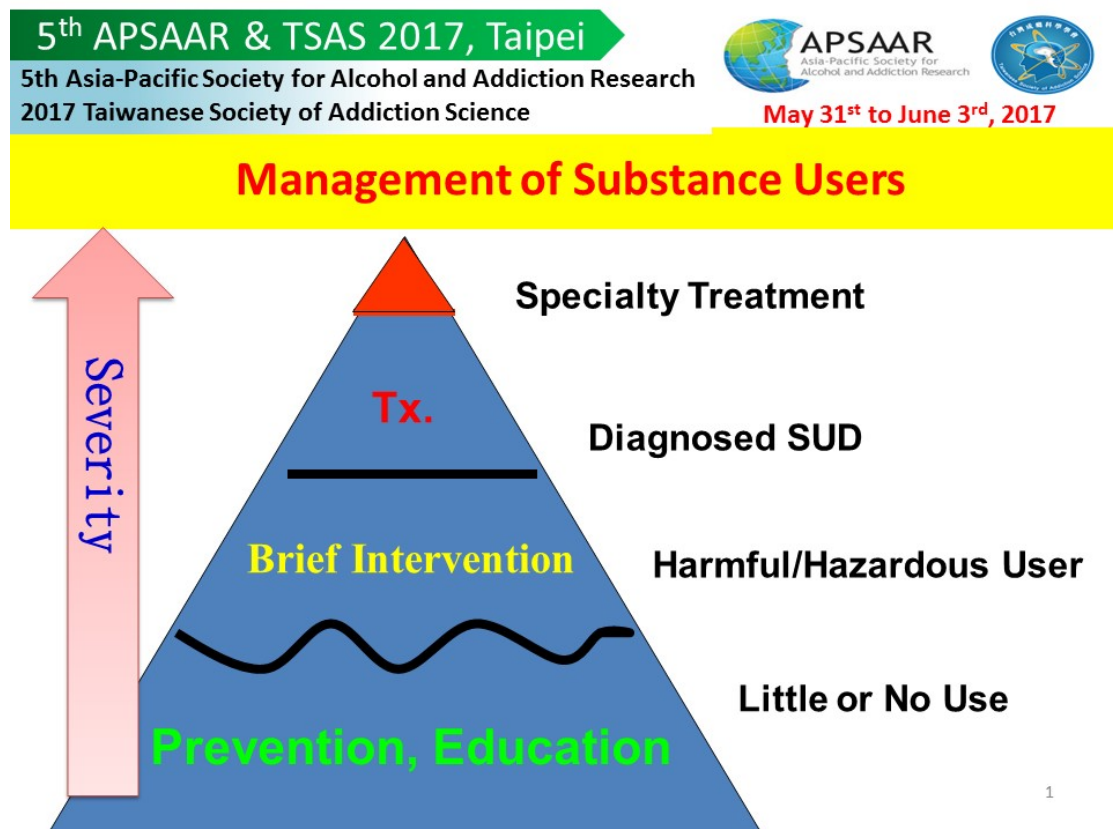 5th APSAAR & TSAS 2017, Taipei
5th Asia-Pacific Society for Alcohol and Addiction Research
2017 Taiwanese Society of Addiction Science
APSAAR
Asia-Pacific Society for
Alcohol and Addiction Research
May 31st to June 3rd, 2017
Management of Substance Users
Severity
Specialty Treatment
Tx.
Diagnosed SUD
Brief Intervention
Harmful/Hazardous User
Little or No Use
Prevention, Education
1